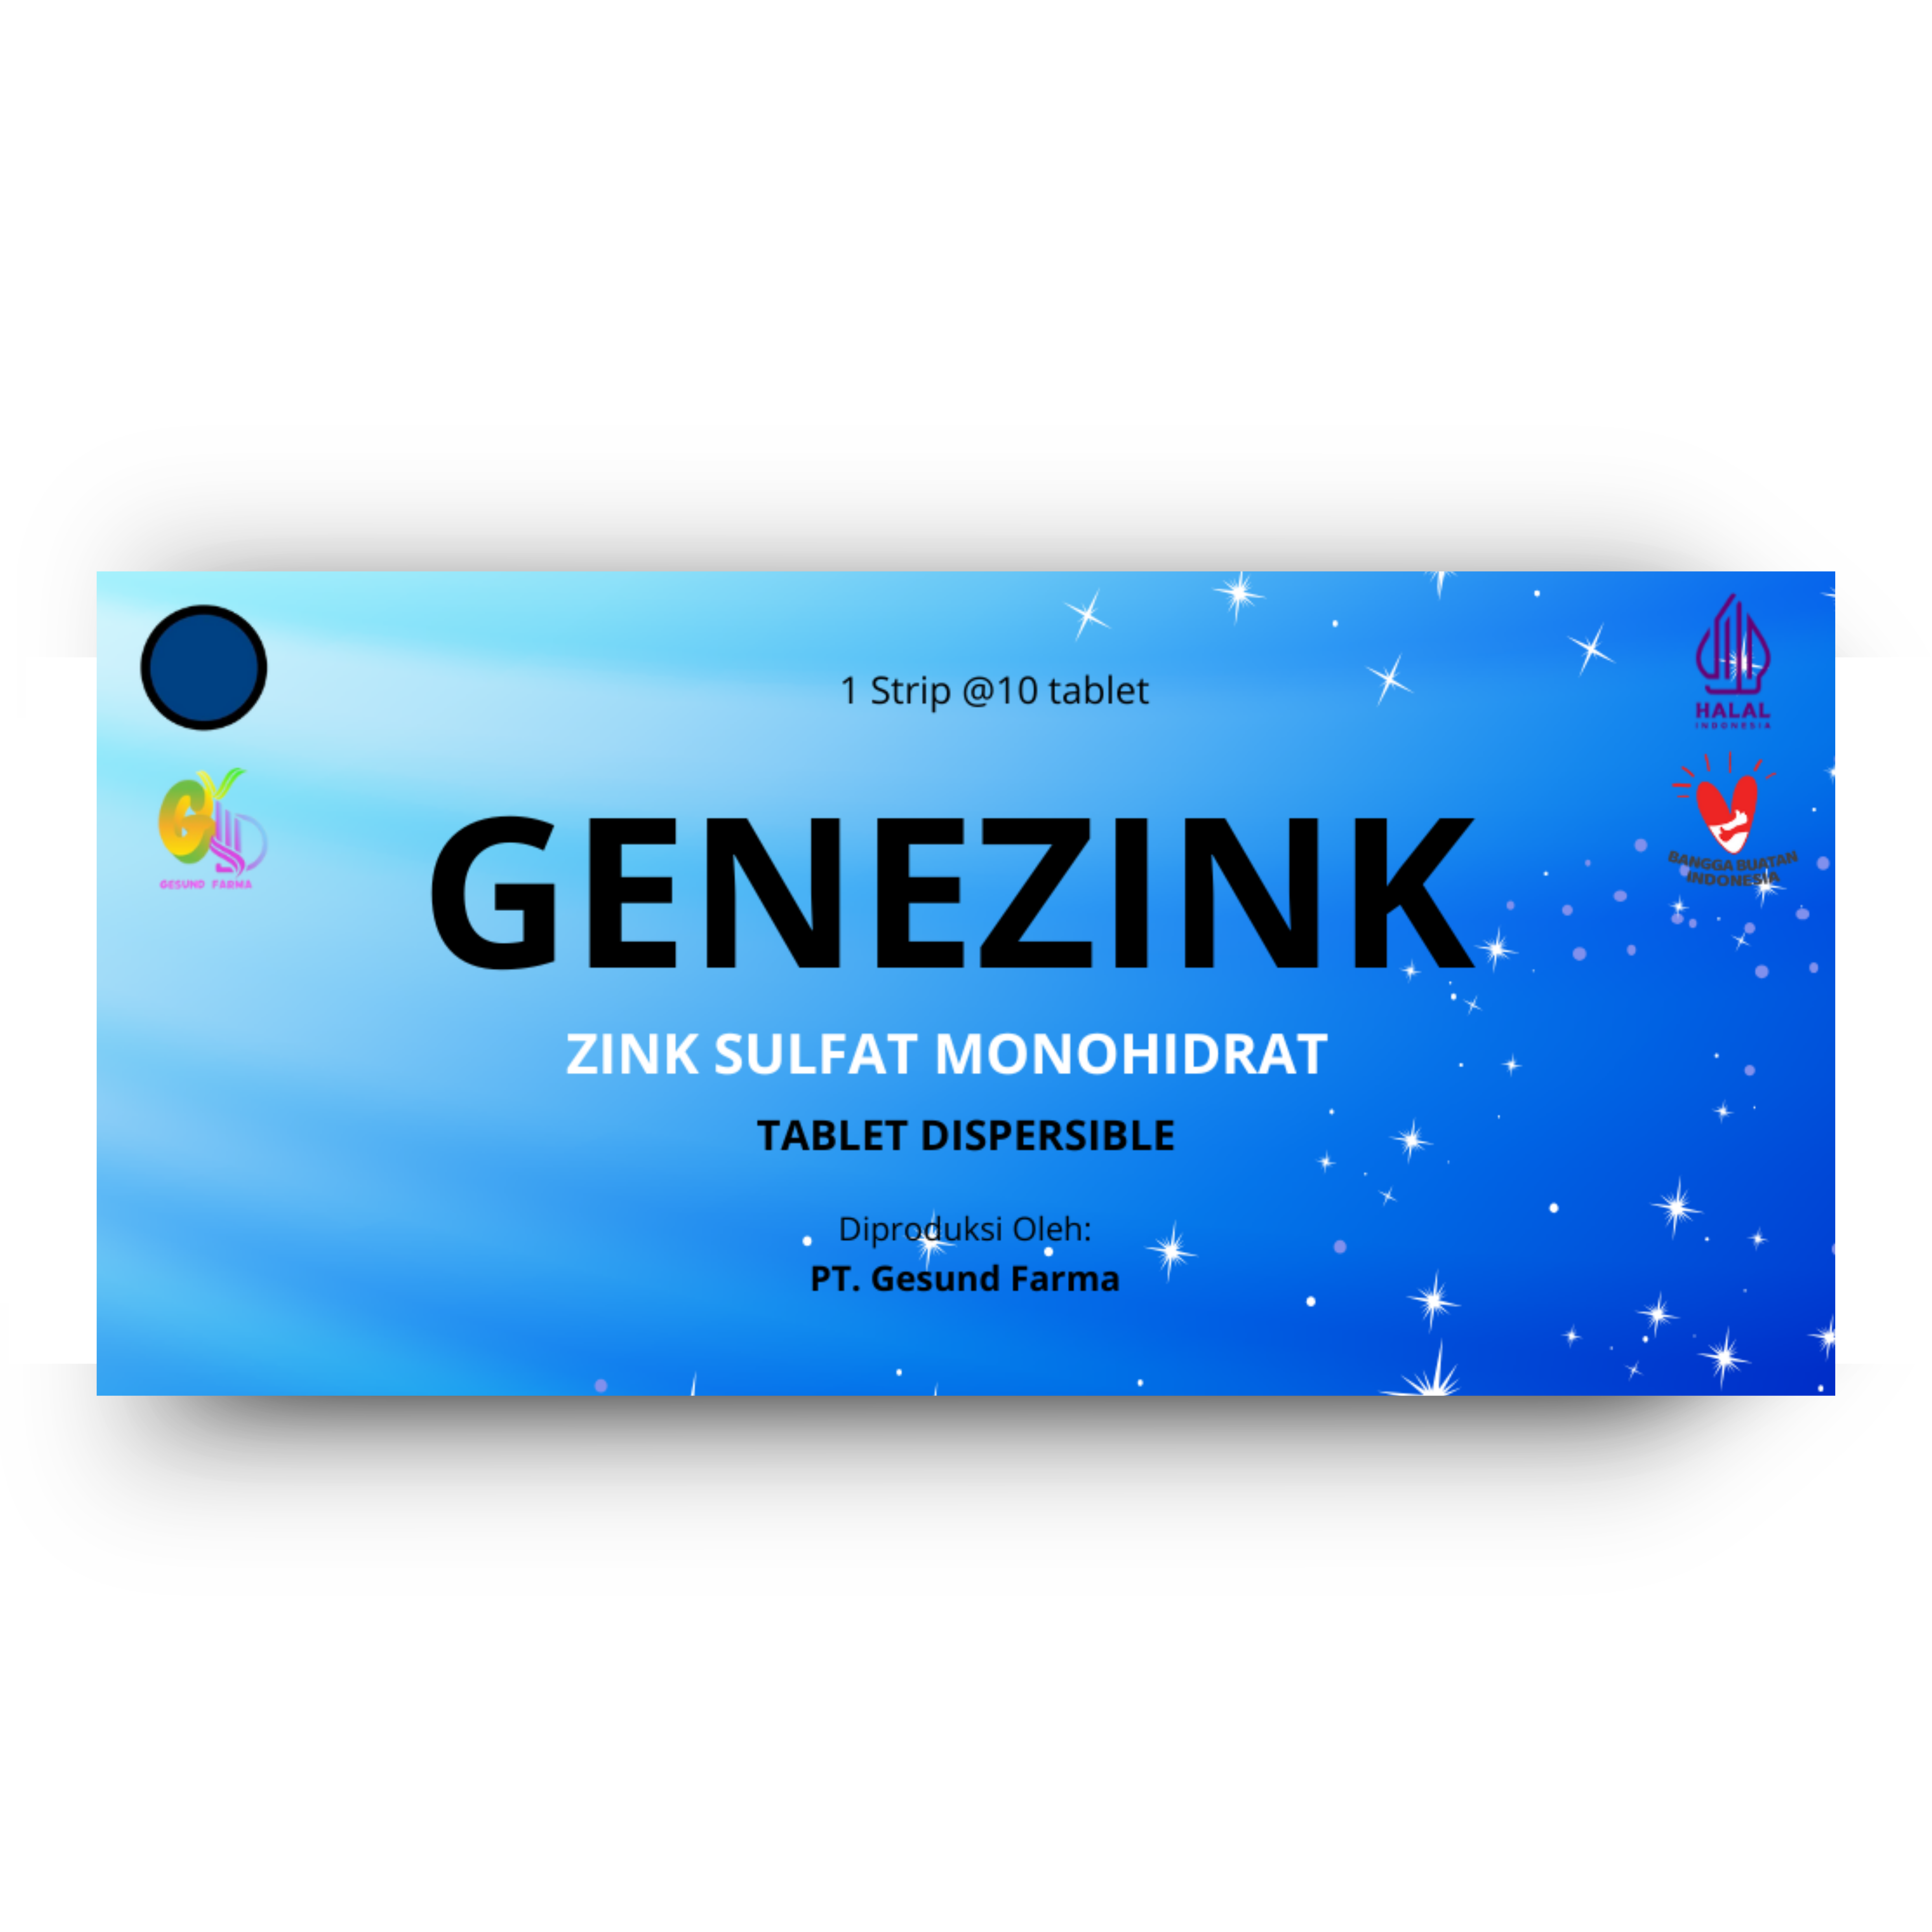 1 Strip @10 tablet
HALAL
INDONESIA
GESUND FARMA
BANGGA BUATAN
INDONESIA
GENEZINK
ZINK SULFAT MONOHIDRAT
TABLET DISPERSIBLE
Diproduksi Oleh:
PT. Gesund Farma